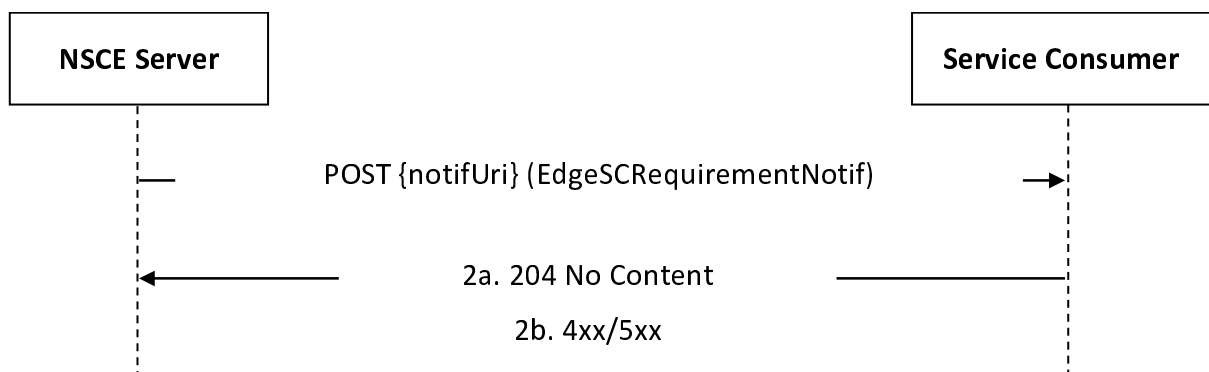 NSCE Server
Service Consumer
POST {notifUri} (EdgeSCRequirementNotif)
2a. 204 No Content
2b. 4xx/5xx